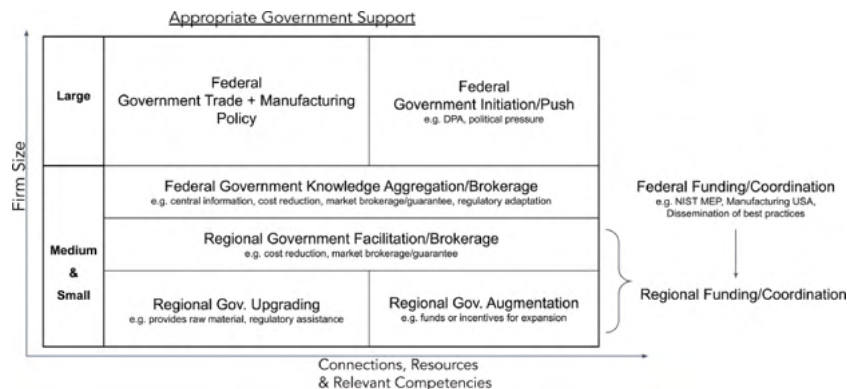 Appropriate Government Support
Firm Size
Large
Federal
Government Trade + Manufacturing
Policy
Federal
Government Initiation/Push
e.g. DPA, political pressure
Medium
&
Small
Federal Government Knowledge Aggregation/Brokerage
e.g. central information, cost reduction, market brokerage/guarantee, regulatory adaptation
Regional Government Facilitation/Brokerage
e.g. cost reduction, market brokerage/guarantee
Regional Gov. Upgrading
e.g. provides raw material, regulatory assistance
Regional Gov. Augmentation
e.g. funds or incentives for expansion
Federal Funding/Coordination
e.g. NIST MEP, Manufacturing USA,
Dissemination of best practices
Regional Funding/Coordination
Connections, Resources
& Relevant Competencies